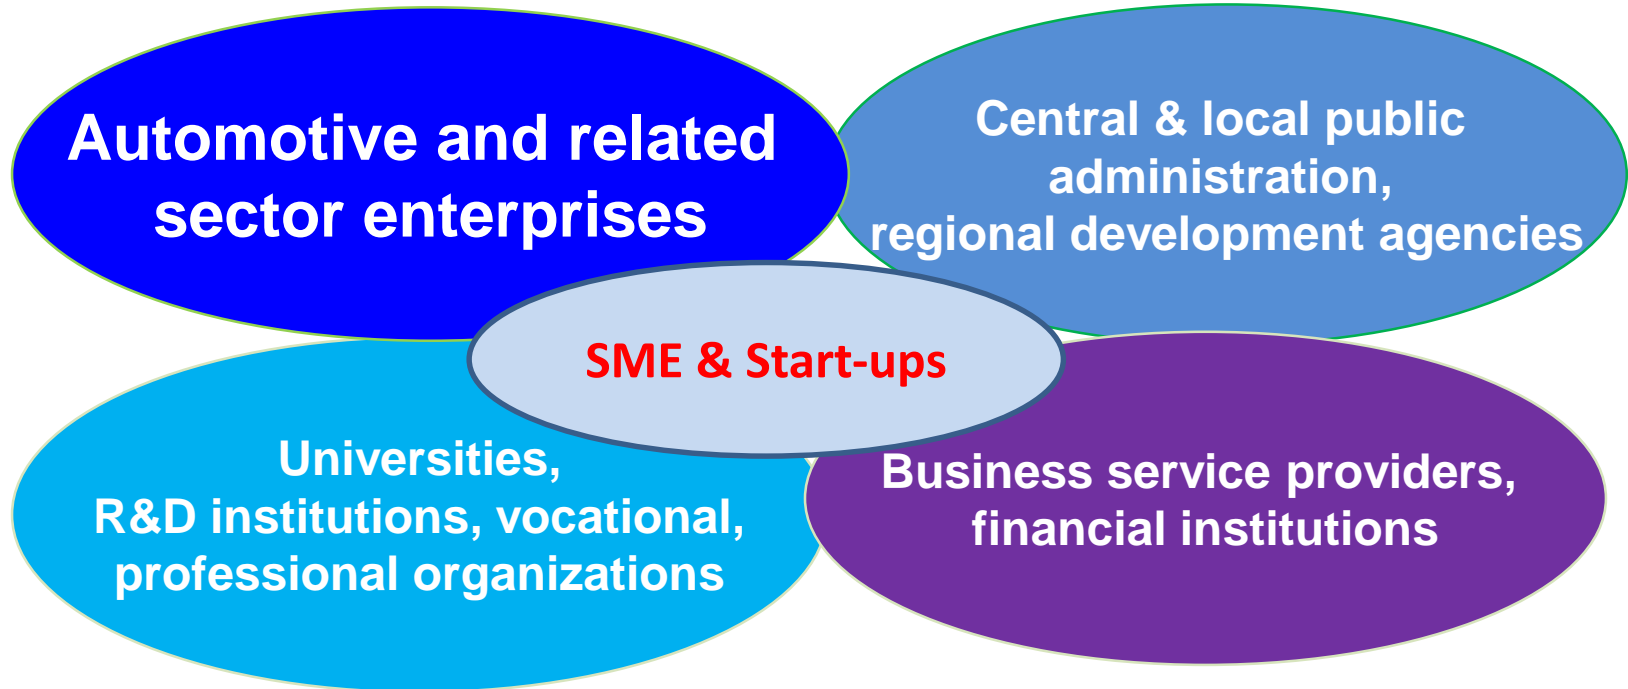 Automotive and related
sector enterprises
Central & local public
administration,
regional development agencies
SME & Start-ups
Universities,
R&D institutions, vocational,
professional organizations
Business service providers,
financial institutions